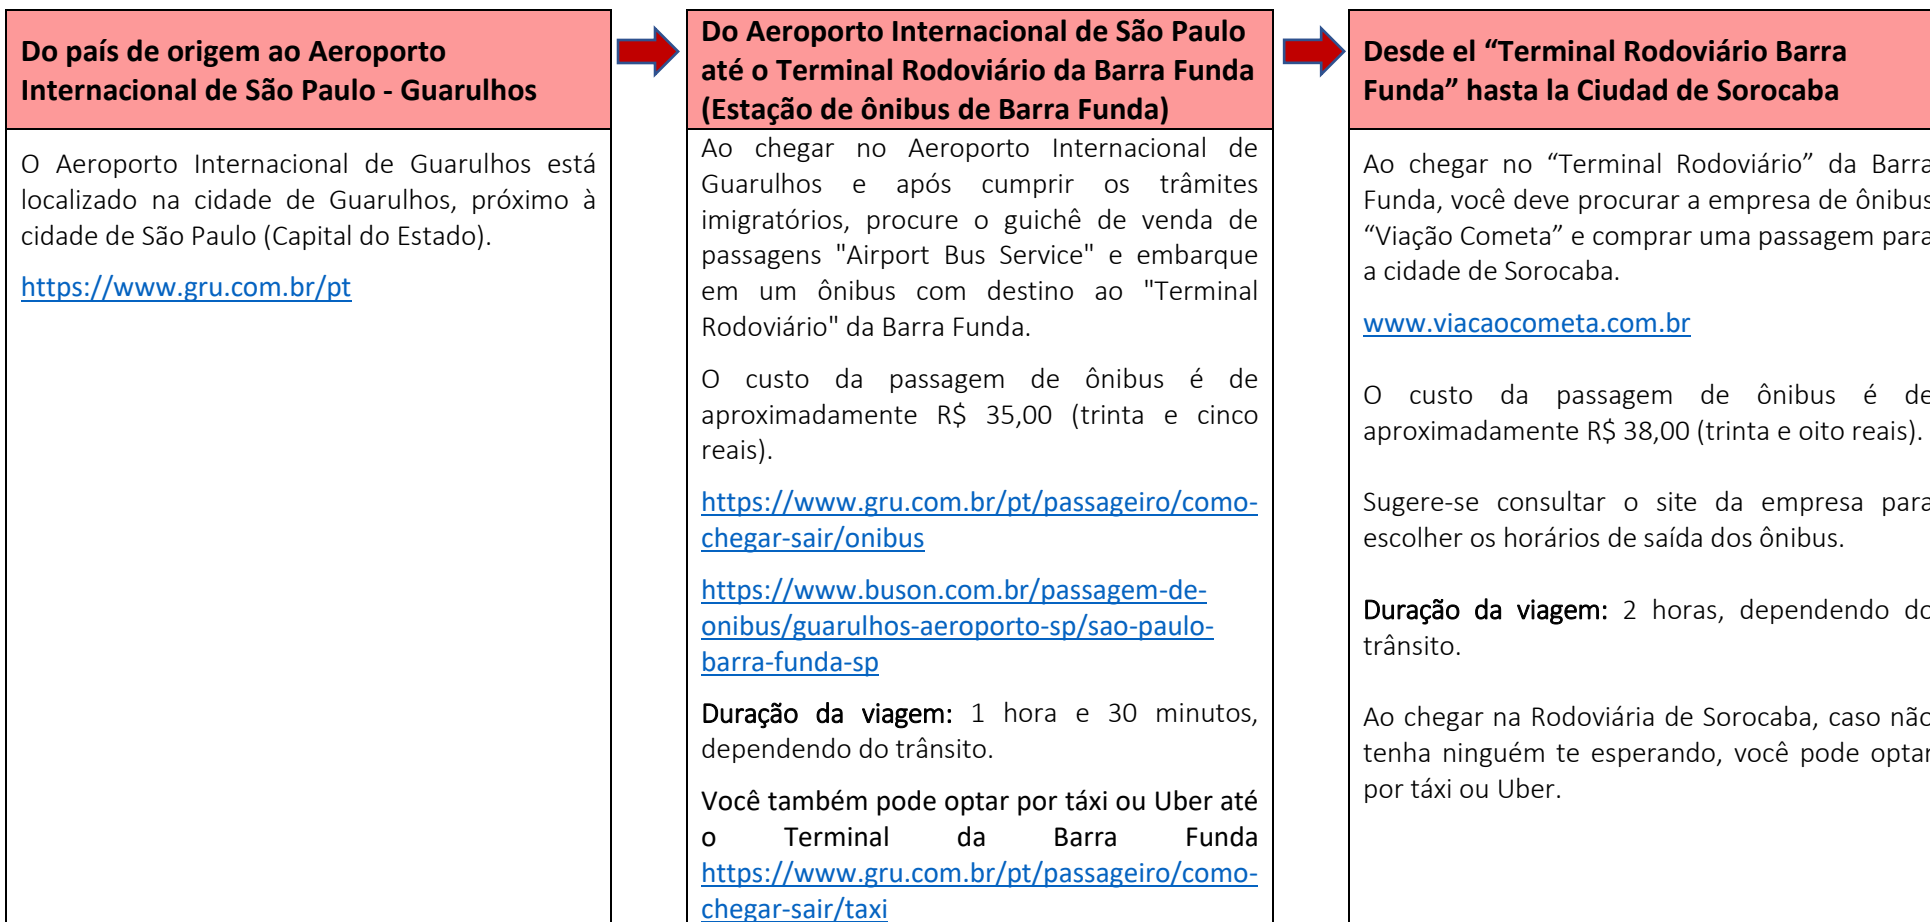 Do país de origem ao Aeroporto
Internacional de São Paulo - Guarulhos
O Aeroporto Internacional de Guarulhos está
localizado na cidade de Guarulhos, próximo à
cidade de São Paulo (Capital do Estado).
https://www.gru.com.br/pt
Do Aeroporto Internacional de São Paulo
até o Terminal Rodoviário da Barra Funda
(Estação de ônibus de Barra Funda)
Ao chegar no Aeroporto Internacional de
Guarulhos e após cumprir os trâmites
imigratórios, procure o guichê de venda de
passagens "Airport Bus Service" e embarque
em um ônibus com destino ao "Terminal
Rodoviário" da Barra Funda.
O custo da passagem de ônibus é de
aproximadamente R$ 35,00 (trinta e cinco
reais).
https://www.gru.com.br/pt/passageiro/como-
chegar-sair/onibus
https://www.buson.com.br/passagem-de-
onibus/guarulhos-aeroporto-sp/sao-paulo-
barra-funda-sp
Duração da viagem: 1 hora e 30 minutos,
dependendo do trânsito.
Você também pode optar por táxi ou Uber até
o Terminal da Barra Funda
https://www.gru.com.br/pt/passageiro/como-
chegar-sair/taxi
Desde el “Terminal Rodoviário Barra
Funda” hasta la Ciudad de Sorocaba
Ao chegar no “Terminal Rodoviário” da Barra
Funda, você deve procurar a empresa de ônibus
“Viação Cometa” e comprar uma passagem para
a cidade de Sorocaba.
www.viacaocometa.com.br
O custo da passagem de ônibus é de
aproximadamente R$ 38,00 (trinta e oito reais).
Sugere-se consultar o site da empresa para
escolher os horários de saída dos ônibus.
Duração da viagem: 2 horas, dependendo do
trânsito.
Ao chegar na Rodoviária de Sorocaba, caso não
tenha ninguém te esperando, você pode optar
por táxi ou Uber.